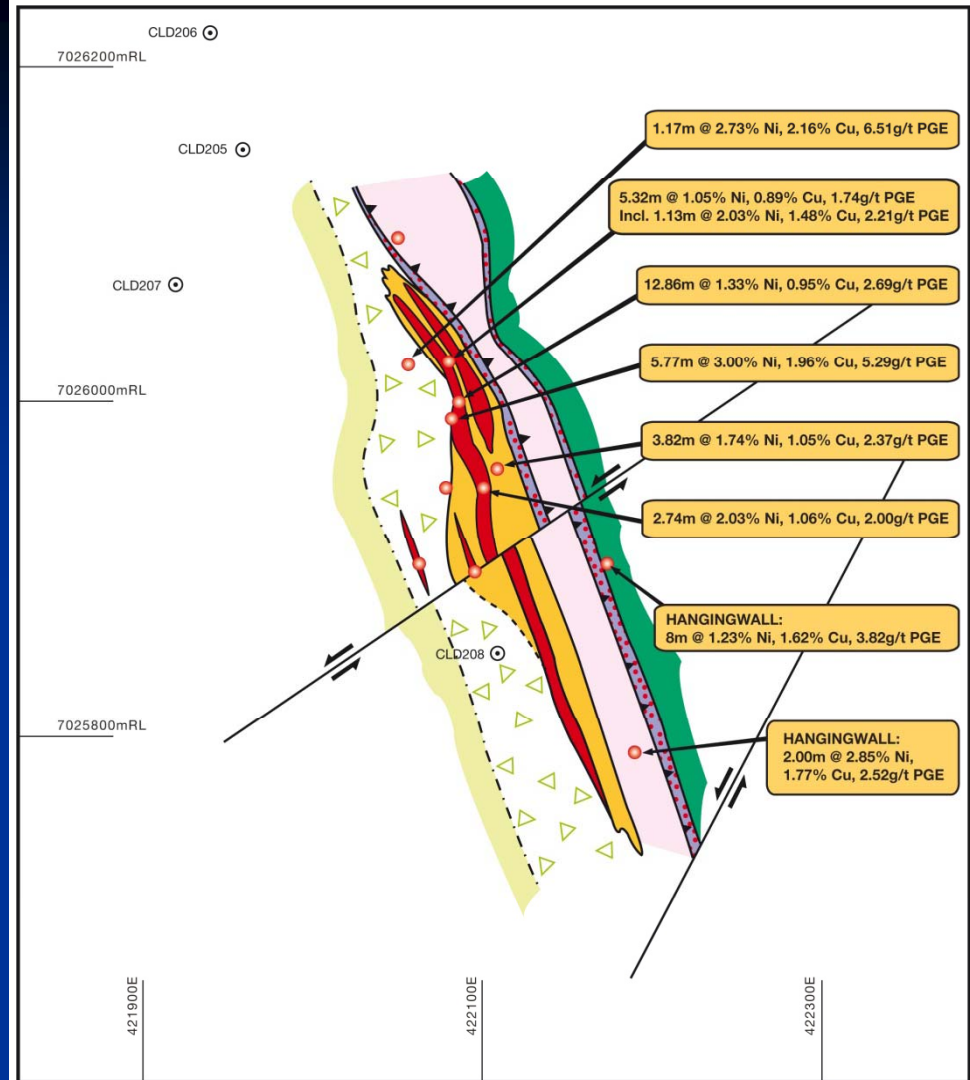 CLD206
7026200mRL
1.17m @ 2.73% Ni, 2.16% Cu, 6.51g/t PGE
CLD205
5.32m @ 1.05% Ni, 0.89% Cu, 1.74g/t PGE
Incl. 1.13m @ 2.03% Ni, 1.48% Cu, 2.21g/t PGE
CLD207
12.86m @ 1.33% Ni, 0.95% Cu, 2.69g/t PGE
5.77m @ 3.00% Ni, 1.96% Cu, 5.29g/t PGE
7026000mRL
3.82m @ 1.74% Ni, 1.05% Cu, 2.37g/t PGE
2.74m @ 2.03% Ni, 1.06% Cu, 2.00g/t PGE
HANGINGWALL:
8m @ 1.23% Ni, 1.62% Cu, 3.82g/t PGE
CLD208
7025800mRL
HANGINGWALL:
2.00m @ 2.85% Ni,
1.77% Cu, 2.52g/t PGE
421900E
422100E
422300E